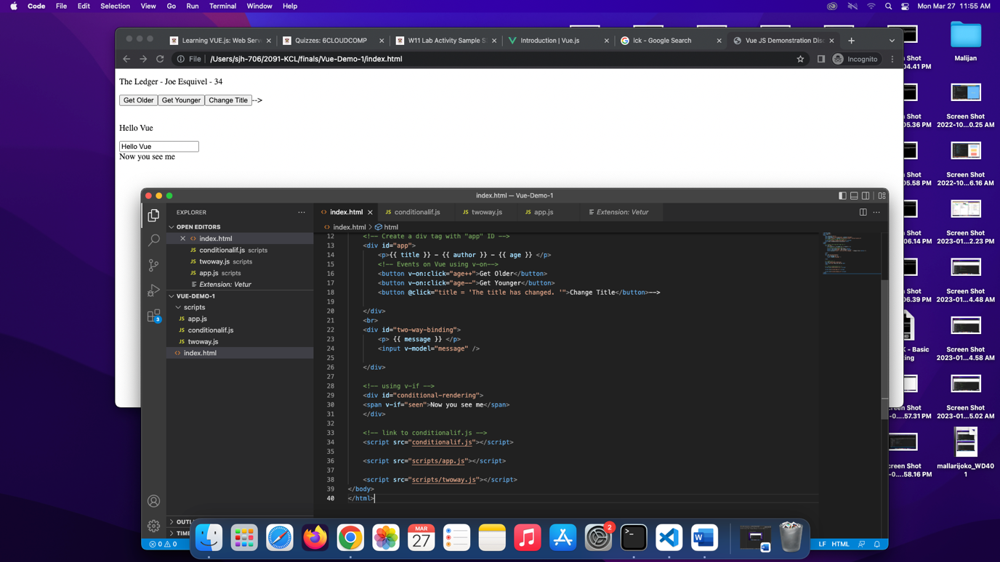 Code File Edit Selection View Go Run Terminal Window Help Mon Mar 27 11:55 AM
Learning VUE.js: Web Serve
Quizzes: 6CLOUDCOMP
W11 Lab Activity Sample S
Introduction | Vue.js
Ick - Google Search
Vue JS Demonstration Disc
File /Users/sjh-706/2091-KCL/finals/Vue-Demo-1/index.html
Incognito
The Ledger - Joe Esquivel - 34
Get Older Get Younger Change Title -->
Hello Vue
Hello Vue
Now you see me
index.html — Vue-Demo-1
EXPLORER
OPEN EDITORS
index.html
conditionalif.js scripts
twoway.js scripts
app.js scripts
Extension: Vetur
VUE-DEMO-1
scripts
app.js
conditionalif.js
twoway.js
index.html
3
index.html conditionalif.js twoway.js app.js Extension: Vetur
index.html > html
12 <!-- Create a div tag with "app" ID -->
13 <div id="app">
14 <p>{{ title }} - {{ author }} - {{ age }} </p>
15 <!-- Events on Vue using v-on-->
16 <button v-on:click="age++">Get Older</button>
17 <button v-on:click="age--">Get Younger</button>
18 <button @click="title = 'The title has changed. '">Change Title</button>-->
19
20 </div>
21 <br>
22 <div id="two-way-binding">
23 <p> {{ message }} </p>
24 <input v-model="message" />
25
26 </div>
27
28 <!-- using v-if -->
29 <div id="conditional-rendering">
30 <span v-if="seen">Now you see me</span>
31 </div>
32
33 <!-- link to conditionalif.js -->
34 <script src="conditionalif.js"></script>
35
36 <script src="scripts/app.js"></script>
37
38 <script src="scripts/twoway.js"></script>
39 </body>
40 </html>
OUTLI
TIME
0 0
LF HTML
MAR
27
2
Malijan
Shot
04.41 PM
Screen Shot
2022-10...0.25 AM
Shot
05.36 PM
Screen Shot
2022-10...6.16 AM
Shot
05.58 PM
Screen Shot
2023-01...2.23 PM
Shot
06.14 PM
Screen Shot
2023-01...4.48 AM
Shot
06.39 PM
Screen Shot
2023-01...4.58 AM
K - Basic
king
Screen Shot
2023-01...5.02 AM
reen Shot
-0....57.31 PM
mallarijoko_WD40
1
creen Shot
-0....58.16 PM